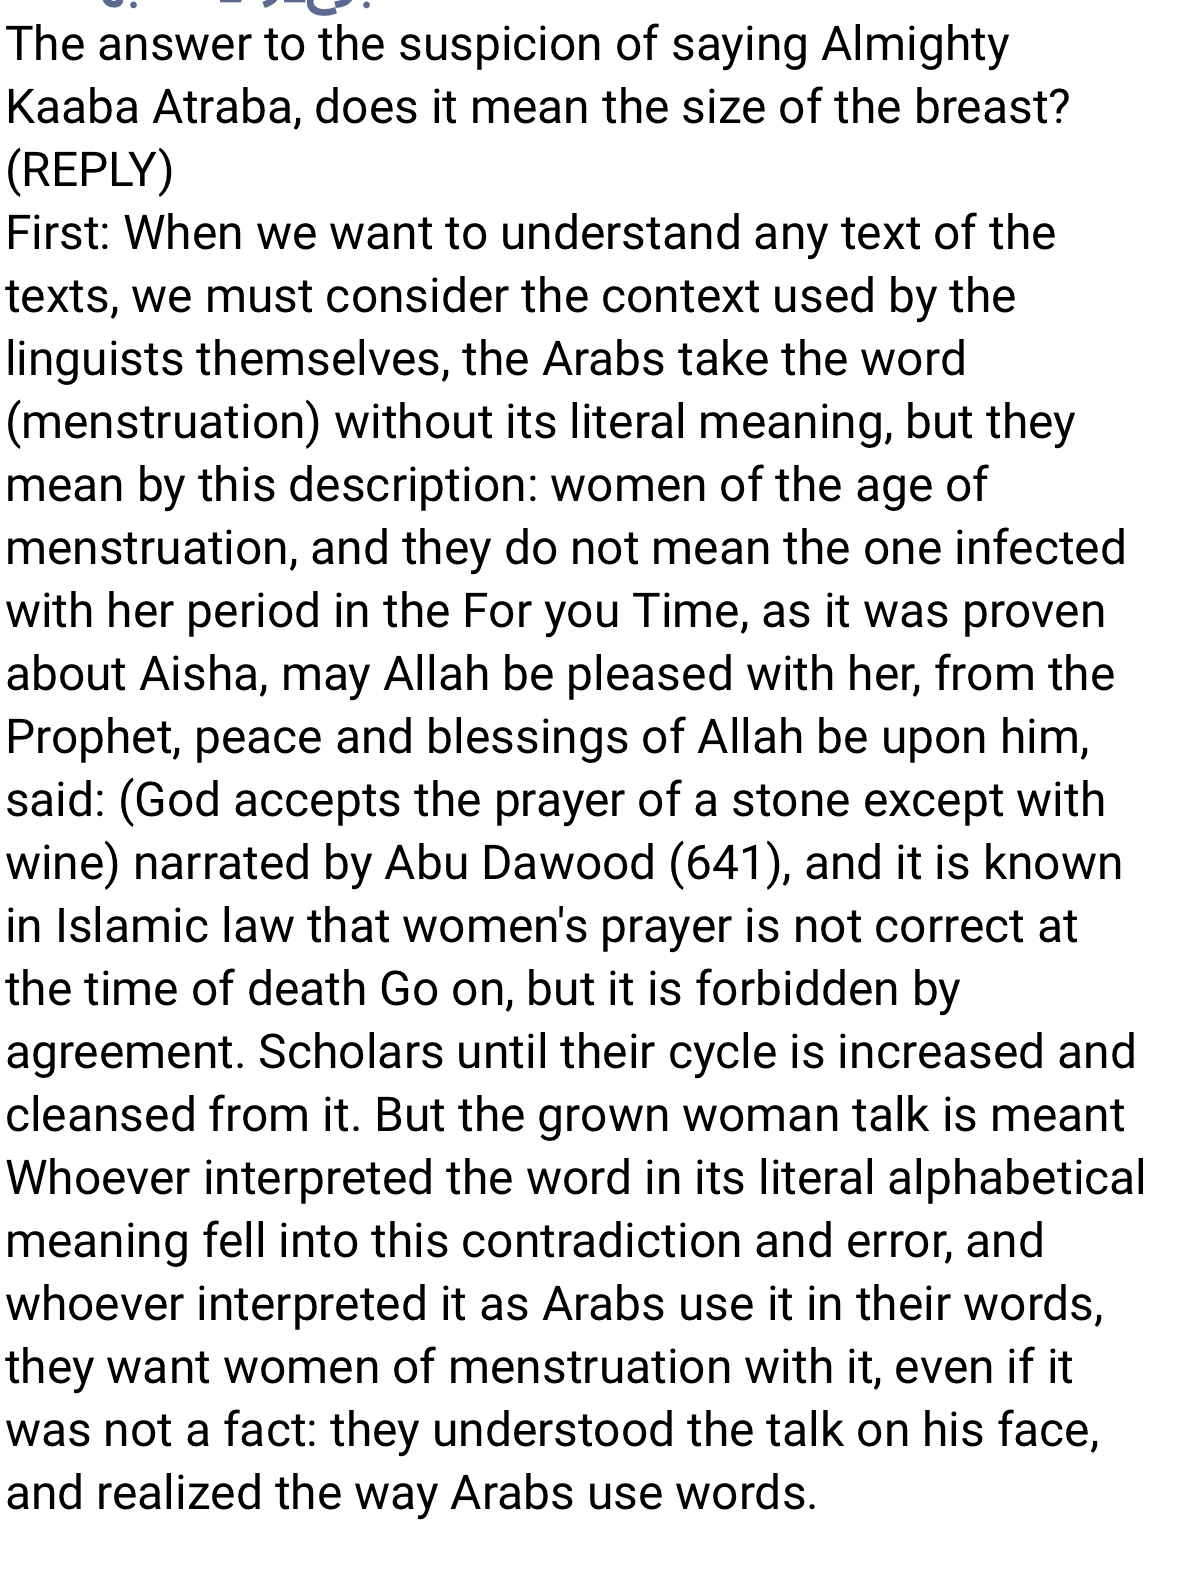 The answer to the suspicion of saying Almighty
Kaaba Atraba, does it mean the size of the breast?
(REPLY)
First: When we want to understand any text of the
texts, we must consider the context used by the
linguists themselves, the Arabs take the word
(menstruation) without its literal meaning, but they
mean by this description: women of the age of
menstruation, and they do not mean the one infected
with her period in the For you Time, as it was proven
about Aisha, may Allah be pleased with her, from the
Prophet, peace and blessings of Allah be upon him,
said: (God accepts the prayer of a stone except with
wine) narrated by Abu Dawood (641), and it is known
in Islamic law that women's prayer is not correct at
the time of death Go on, but it is forbidden by
agreement. Scholars until their cycle is increased and
cleansed from it. But the grown woman talk is meant
Whoever interpreted the word in its literal alphabetical
meaning fell into this contradiction and error, and
whoever interpreted it as Arabs use it in their words,
they want women of menstruation with it, even if it
was not a fact: they understood the talk on his face,
and realized the way Arabs use words.